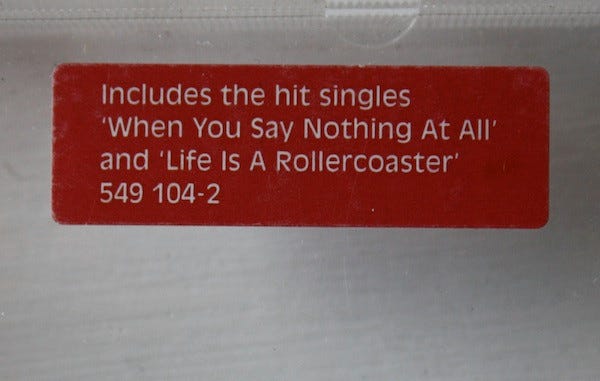 Includes the hit singles
'When You Say Nothing At All'
and 'Life Is A Rollercoaster'
549 104-2